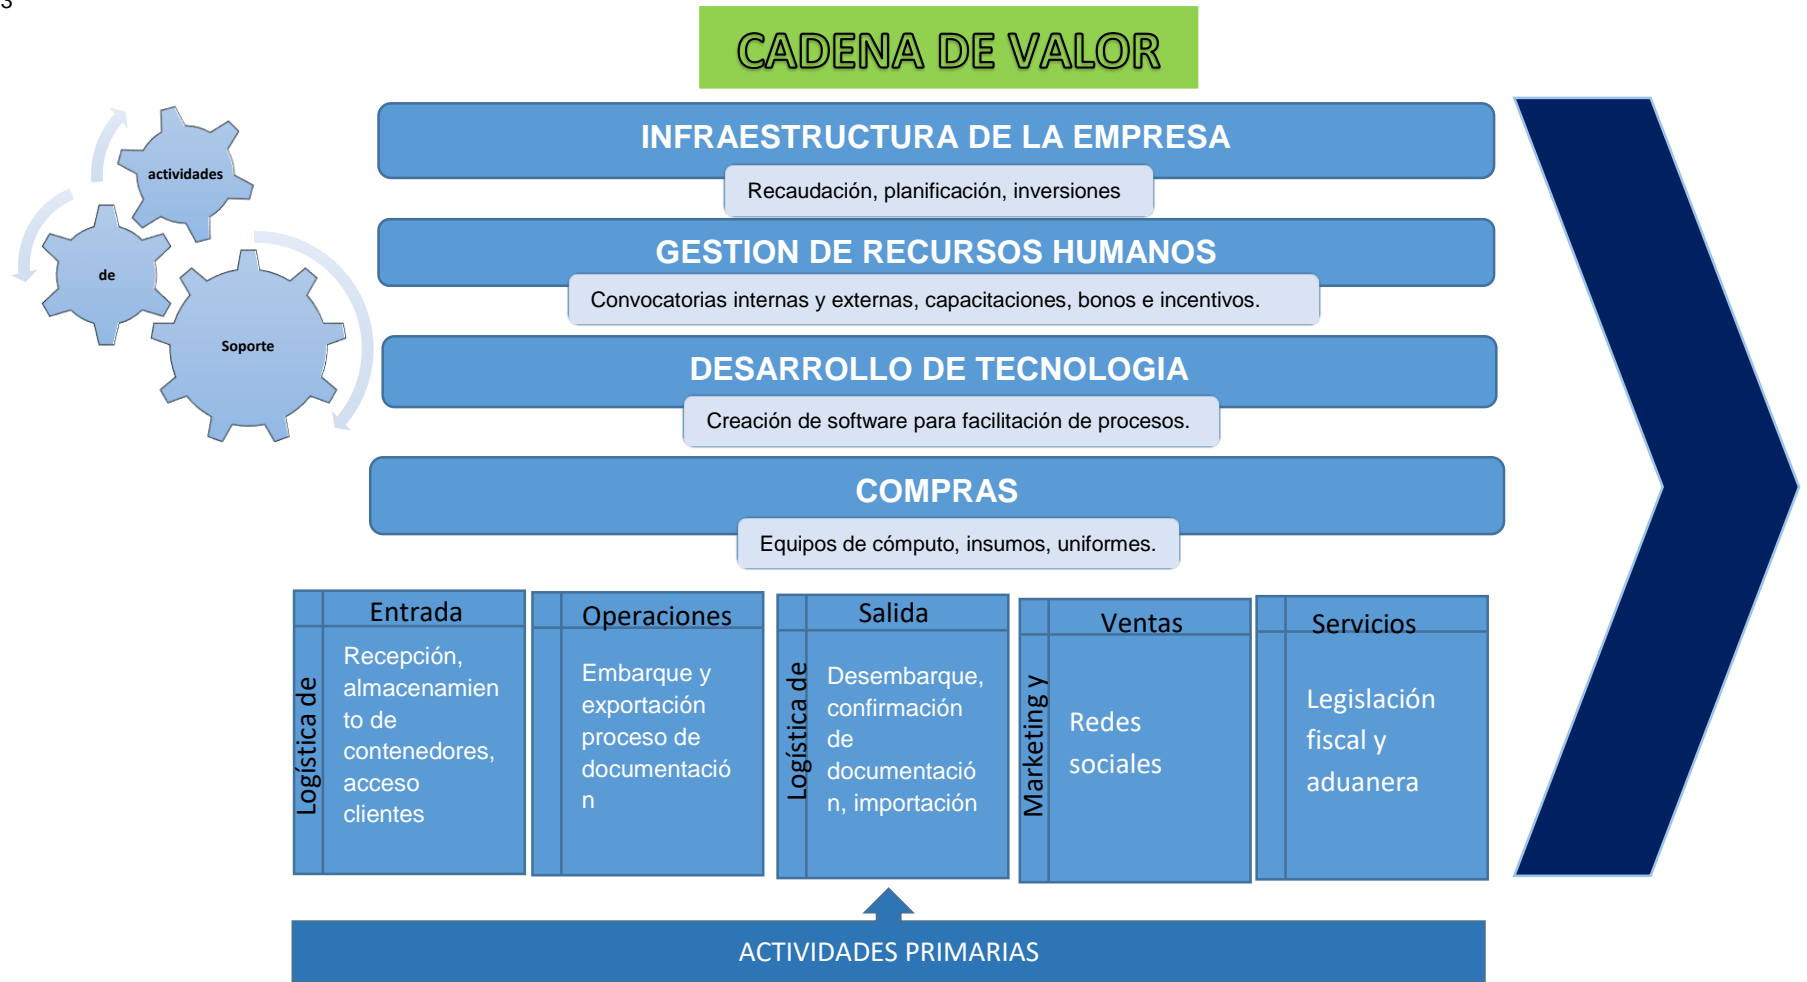 3
CADENA DE VALOR
actividades
de
Soporte
INFRAESTRUCTURA DE LA EMPRESA
Recaudación, planificación, inversiones
GESTION DE RECURSOS HUMANOS
Convocatorias internas y externas, capacitaciones, bonos e incentivos.
DESARROLLO DE TECNOLOGIA
Creación de software para facilitación de procesos.
COMPRAS
Equipos de cómputo, insumos, uniformes.
Logística de
Entrada
Recepción,
almacenamien
to de
contenedores,
acceso
clientes
Operaciones
Embarque y
exportación
proceso de
documentació
n
Logística de
Salida
Desembarque,
confirmación
de
documentació
n, importación
Marketing y
Ventas
Redes
sociales
Servicios
Legislación
fiscal y
aduanera
ACTIVIDADES PRIMARIAS